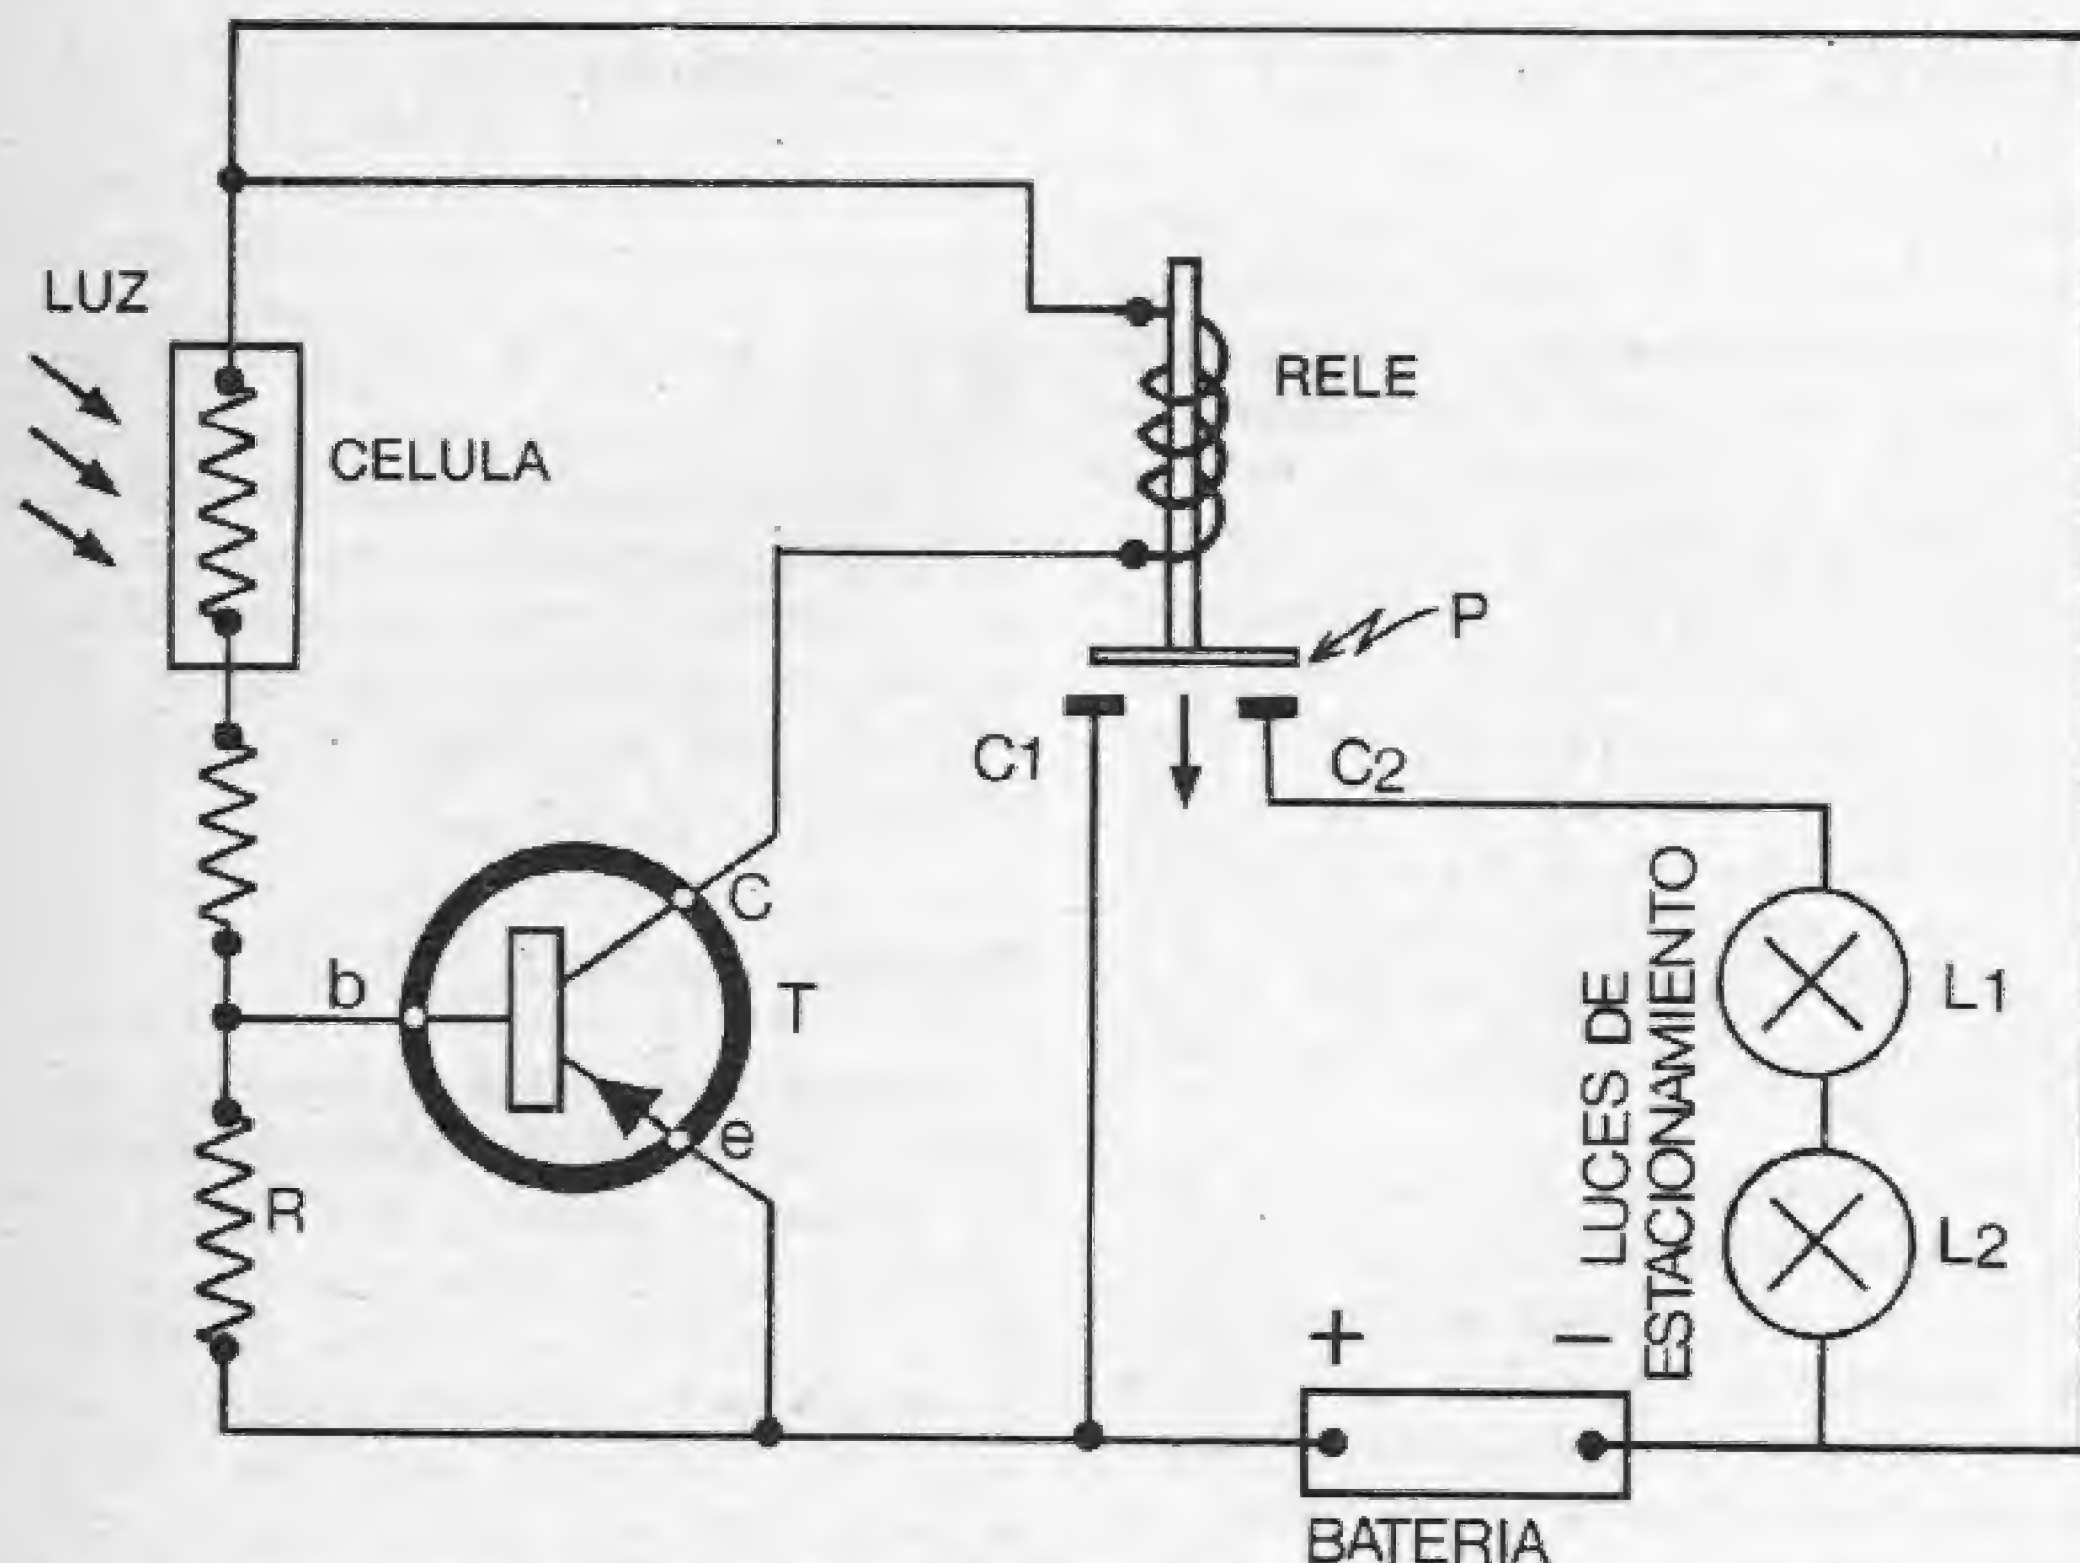 LUZ
CELULA
RELE
P
C1
C2
C
b
T
e
R
L1
L2
LUCES DE
ESTACIONAMIENTO
+
−
BATERIA